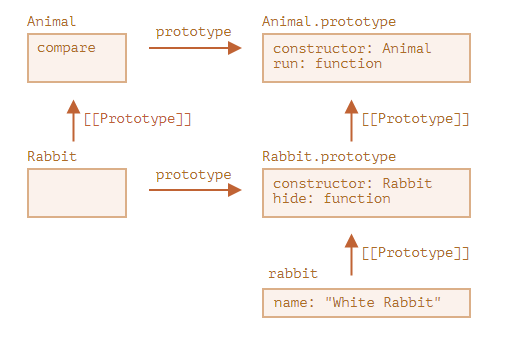 Animal
prototype
Animal.prototype
compare
constructor: Animal
run: function
[[Prototype]]
[[Prototype]]
Rabbit
prototype
Rabbit.prototype
constructor: Rabbit
hide: function
[[Prototype]]
rabbit
name: "White Rabbit"